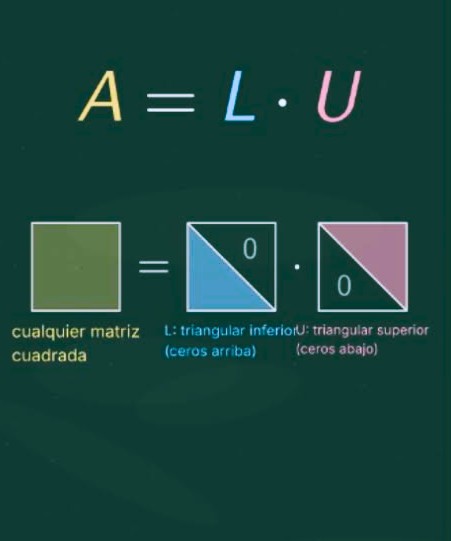 A = L · U
0
= ·
0
cualquier matriz
cuadrada
L: triangular inferior
(ceros arriba)
U: triangular superior
(ceros abajo)